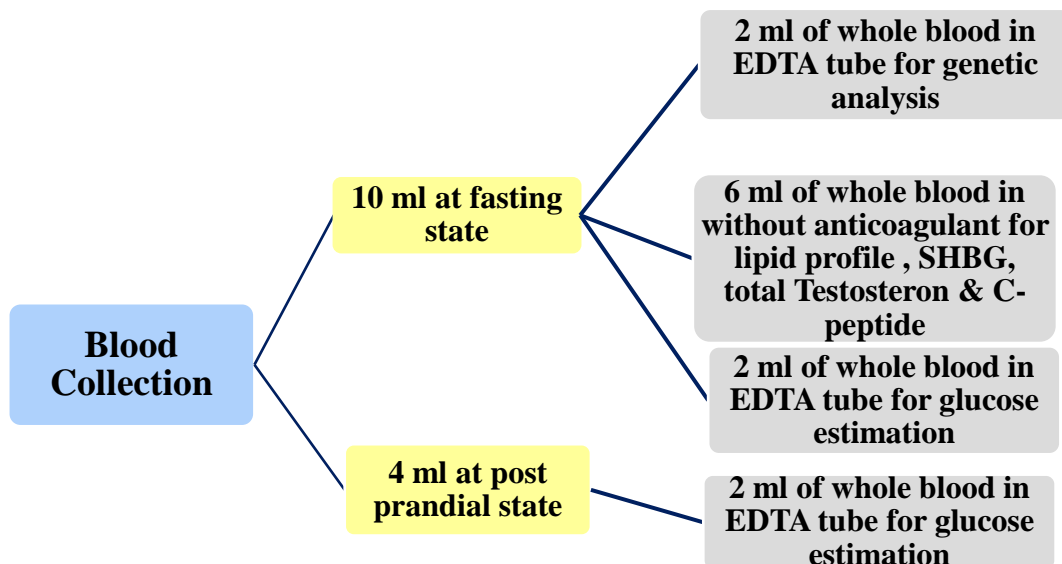 Blood
Collection
10 ml at fasting
state
2 ml of whole blood in
EDTA tube for genetic
analysis
6 ml of whole blood in
without anticoagulant for
lipid profile , SHBG,
total Testosteron & C-
peptide
2 ml of whole blood in
EDTA tube for glucose
estimation
4 ml at post
prandial state
2 ml of whole blood in
EDTA tube for glucose
estimation